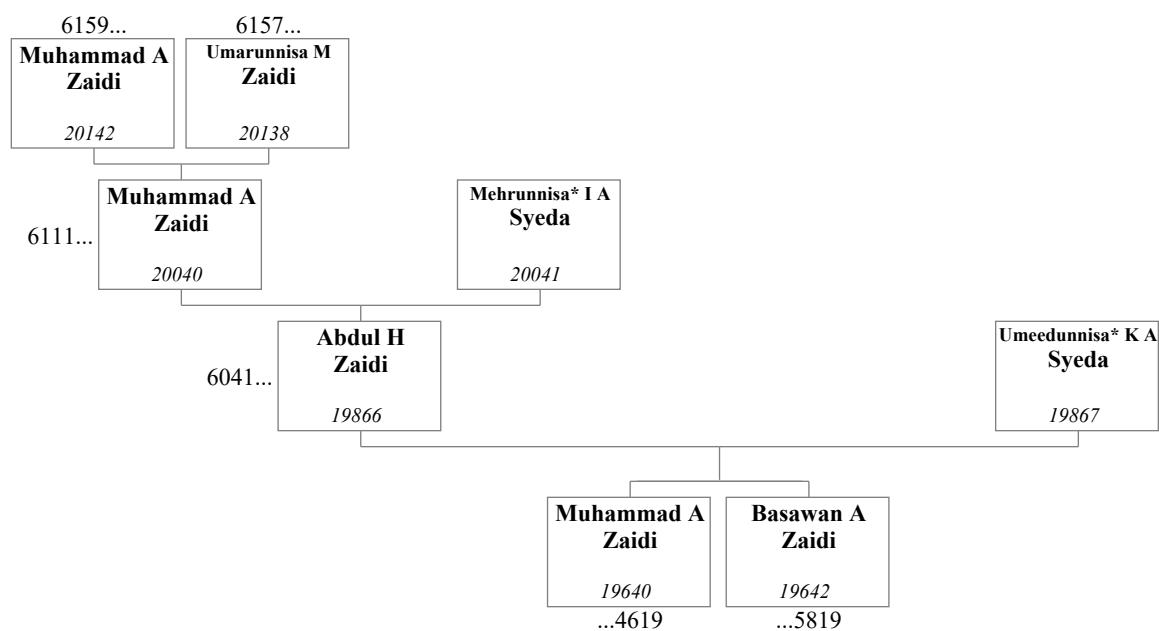 6159...
6157...
Muhammad A
Zaidi
20142
Umarunnisa M
Zaidi
20138
Muhammad A
Zaidi
20040
6111...
Mehrunnisa* I A
Syeda
20041
Abdul H
Zaidi
19866
6041...
Umeedunnisa* K A
Syeda
19867
Muhammad A
Zaidi
19640
...4619
Basawan A
Zaidi
19642
...5819